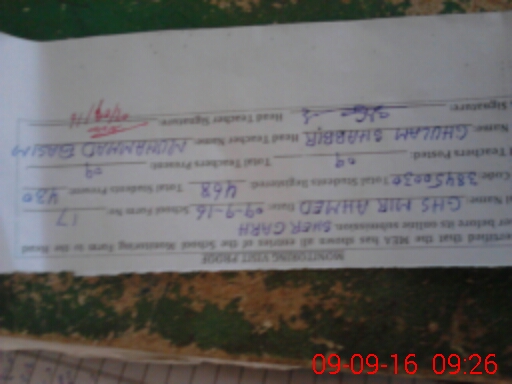 MONITORING VISIT PROOF
ertified that the MEA has shown all entries of the School Monitoring Form to the Head
er before its online submission.
Name: GHS MIR AHMED SHER GARH Date: 09-9-16 School Form No: 17
Code: 38450030 Total Students Registered: 468 Total Students Present: 430
Teachers Posted: 09 Total Teachers Present: 09
Name: GHULAM SHABBIR Head Teacher Name: MUHAMMAD
Signature: Head Teacher Signature:
09-09-16 09:26